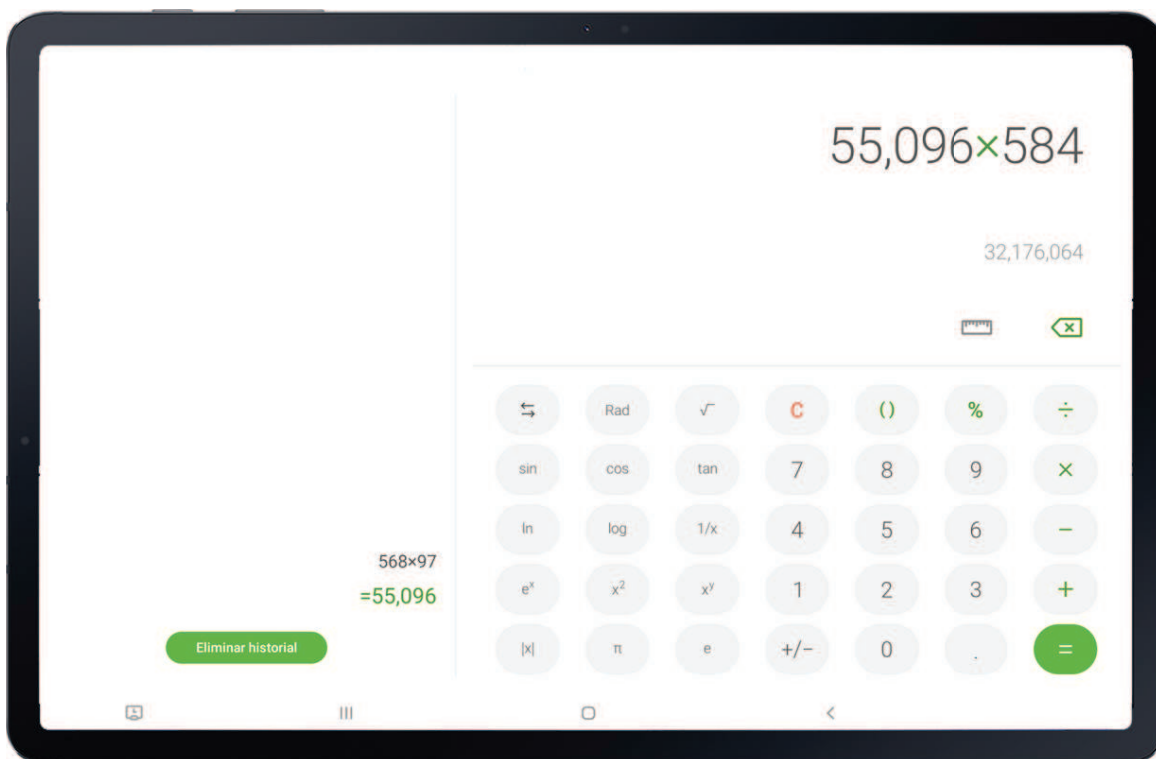 55,096×584
32,176,064
568×97
=55,096
Eliminar historial
⇆ Rad √ C () % ÷
sin cos tan 7 8 9 ×
ln log 1/x 4 5 6 −
eˣ x² xʸ 1 2 3 +
|x| π e +/− 0 . =